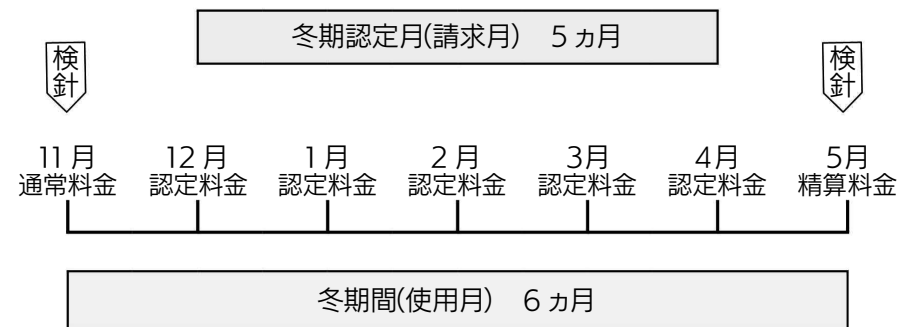 冬期認定月(請求月) 5ヵ月
検針
検針
11月
通常料金
12月
認定料金
1月
認定料金
2月
認定料金
3月
認定料金
4月
認定料金
5月
精算料金
冬期間(使用月) 6ヵ月